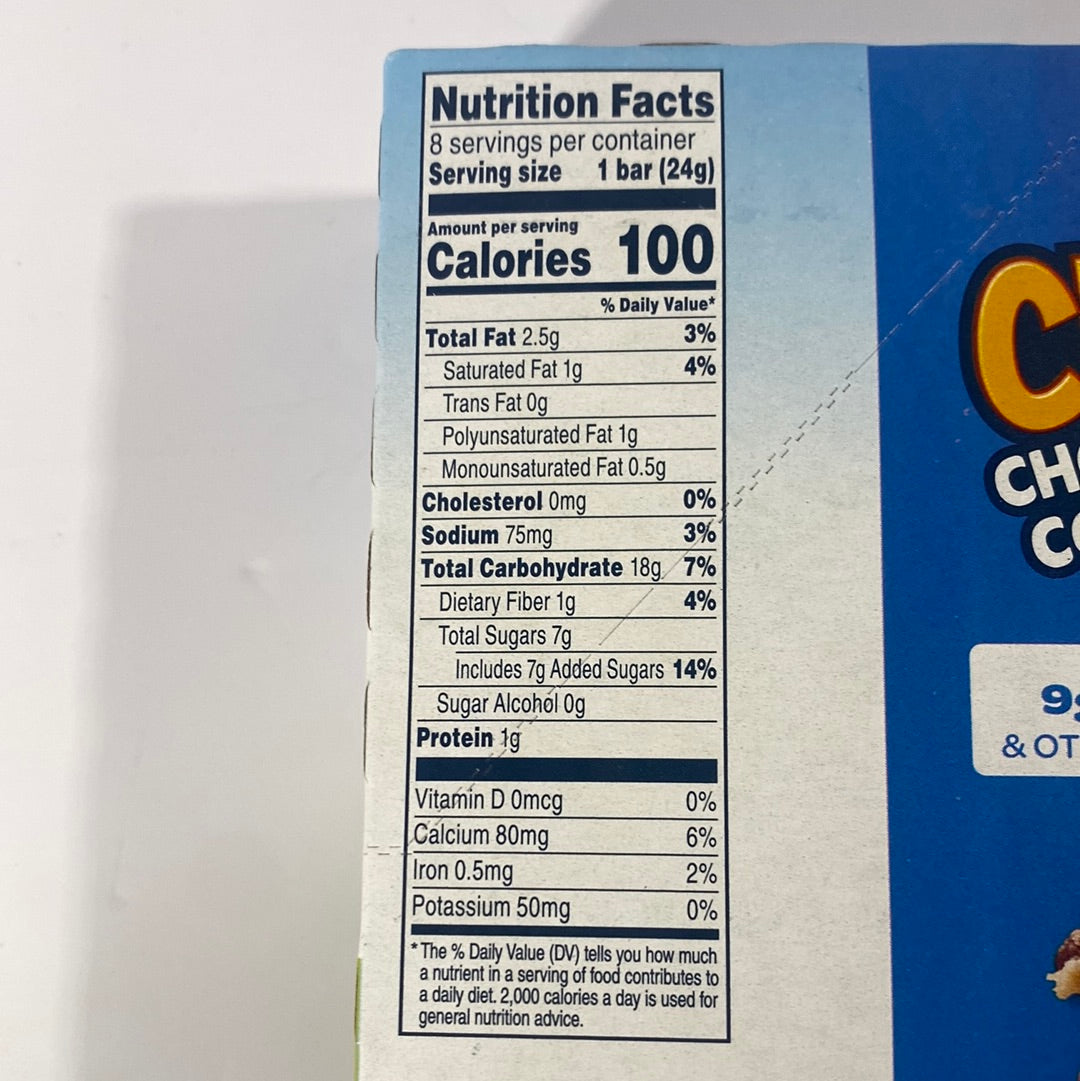 Nutrition Facts
8 servings per container
Serving size 1 bar (24g)
Amount per serving
Calories 100
% Daily Value*
Total Fat 2.5g 3%
Saturated Fat 1g 4%
Trans Fat 0g
Polyunsaturated Fat 1g
Monounsaturated Fat 0.5g
Cholesterol 0mg 0%
Sodium 75mg 3%
Total Carbohydrate 18g 7%
Dietary Fiber 1g 4%
Total Sugars 7g
Includes 7g Added Sugars 14%
Sugar Alcohol 0g
Protein 1g
Vitamin D 0mcg 0%
Calcium 80mg 6%
Iron 0.5mg 2%
Potassium 50mg 0%
* The % Daily Value (DV) tells you how much
a nutrient in a serving of food contributes to
a daily diet. 2,000 calories a day is used for
general nutrition advice.